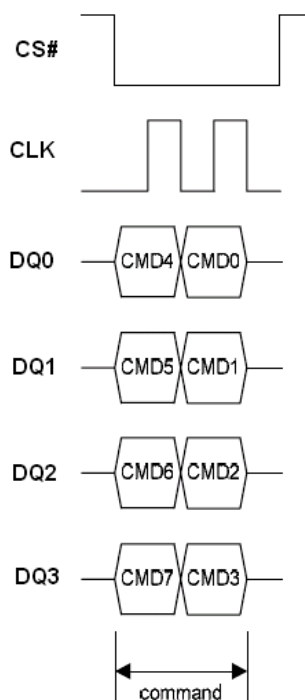 CS#
CLK
DQ0 CMD4 CMD0
DQ1 CMD5 CMD1
DQ2 CMD6 CMD2
DQ3 CMD7 CMD3
command